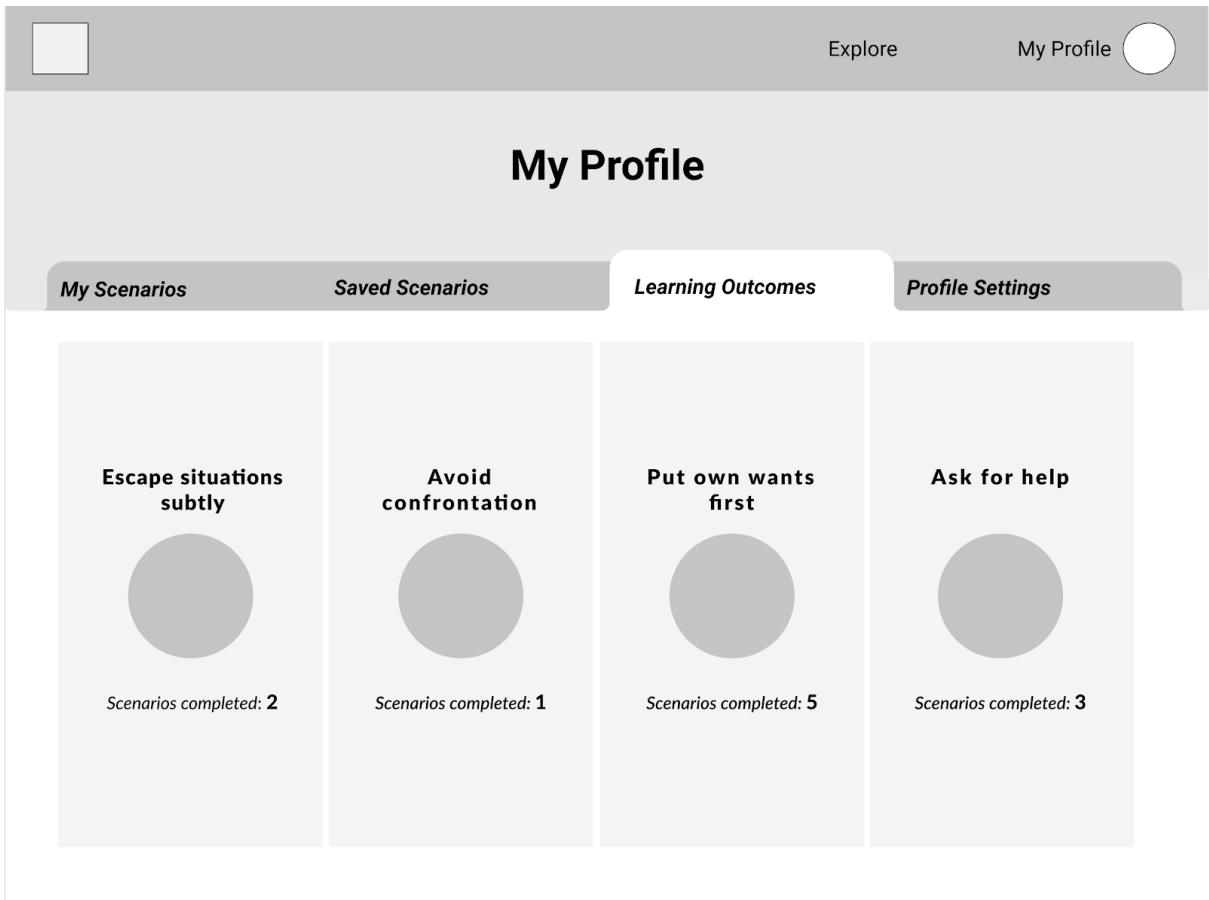 Explore
My Profile
My Profile
My Scenarios
Saved Scenarios
Learning Outcomes
Profile Settings
Escape situations
subtly
Scenarios completed: 2
Avoid
confrontation
Scenarios completed: 1
Put own wants
first
Scenarios completed: 5
Ask for help
Scenarios completed: 3